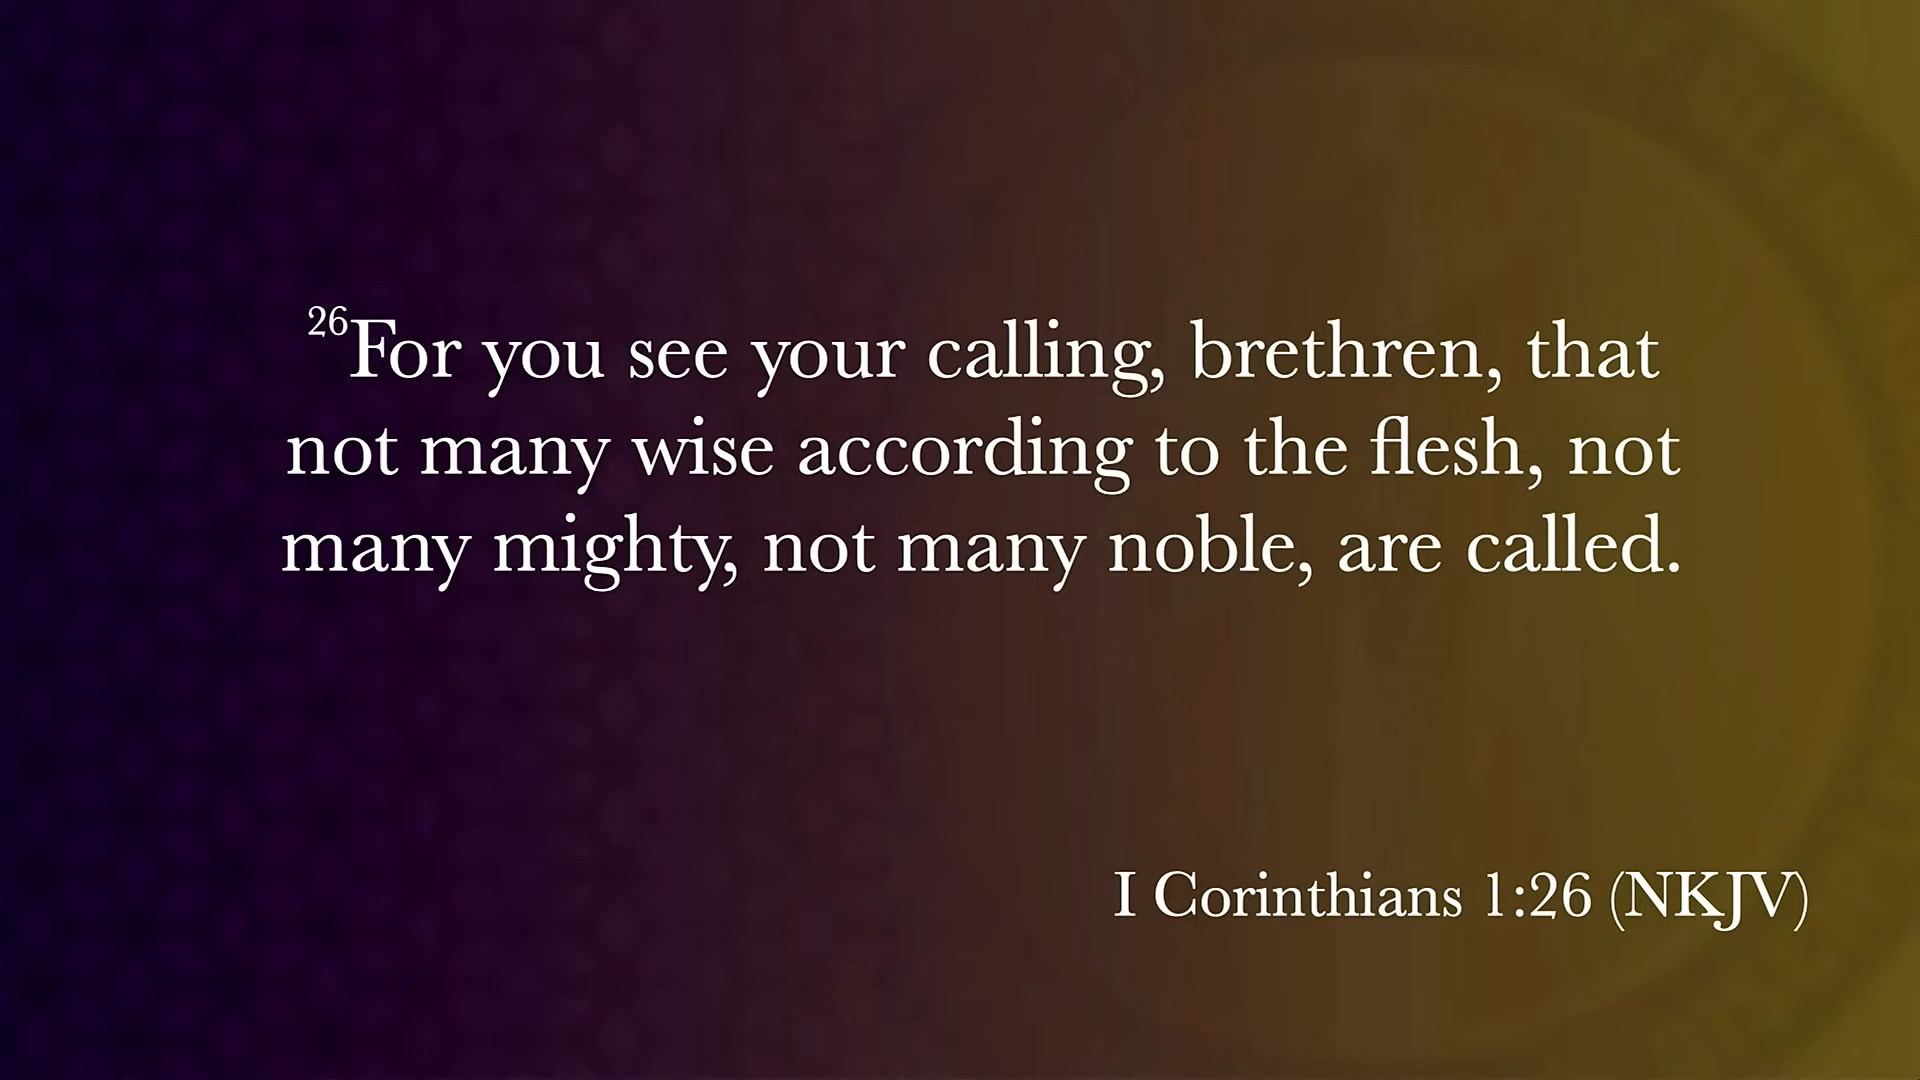 26For you see your calling, brethren, that
not many wise according to the flesh, not
many mighty, not many noble, are called.
I Corinthians 1:26 (NKJV)